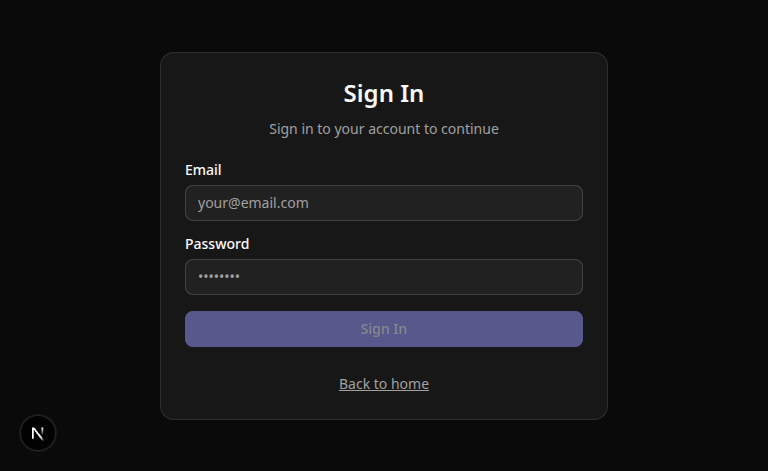 Sign In
Sign in to your account to continue
Email
your@email.com
Password
••••••••
Sign In
Back to home
N